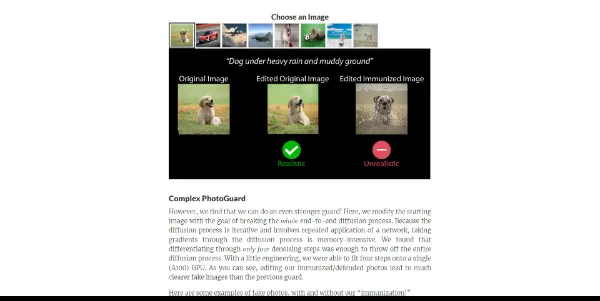 Choose an Image
"Dog under heavy rain and muddy ground"
Original Image
Edited Original Image
Edited Immunized Image
Realistic
Unrealistic
Complex PhotoGuard
However, we find that we can do an even stronger guard! Here, we modify the starting
image with the goal of breaking the whole end-to-end diffusion process. Because the
diffusion process is iterative and involves repeated application of a network, taking
gradients through the diffusion process is memory-intensive. We found that
differentiating through only four denoising steps was enough to throw off the entire
diffusion process. With a little engineering, we were able to fit four steps onto a single
(A100) GPU. As you can see, editing our immunized/defended photos lead to much
clearer fake images than the previous guard.
Here are some examples of fake photos, with and without our "immunization!"